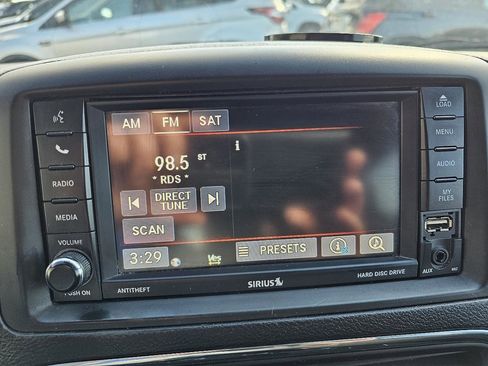 LOAD
AM FM SAT
MENU
i
98.5 ST
* RDS *
RADIO
AUDIO
DIRECT
TUNE
MY
FILES
MEDIA
SCAN
VOLUME
3:29
PRESETS
PUSH ON
ANTITHEFT
SIRIUS
HARD DISC DRIVE
AUX